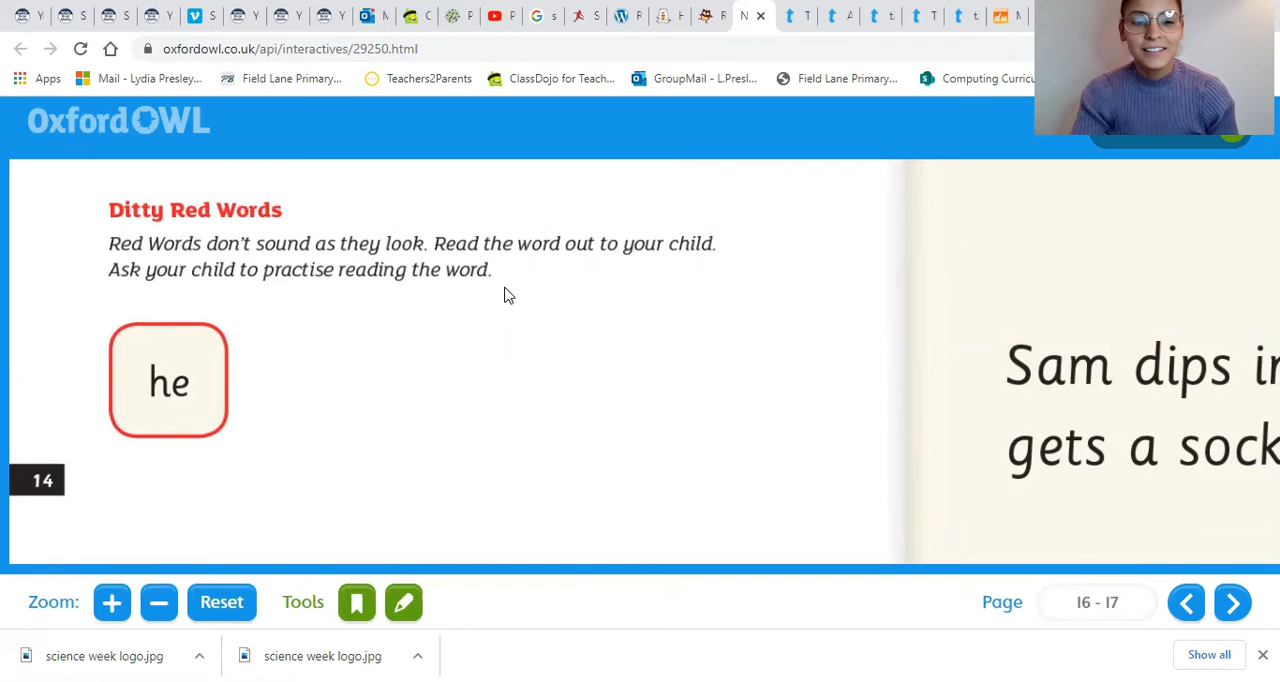 Y S S Y S Y Y Y M C P P s S R H R N T A t T t M
oxfordowl.co.uk/api/interactives/29250.html
Apps Mail - Lydia Presley... Field Lane Primary... Teachers2Parents ClassDojo for Teach... GroupMail - L.Presl... Field Lane Primary... Computing Curricu
Oxford OWL
Ditty Red Words
Red Words don't sound as they look. Read the word out to your child.
Ask your child to practise reading the word.
he
Sam dips in
gets a sock
14
Zoom: + − Reset Tools Page 16 - 17
science week logo.jpg science week logo.jpg Show all